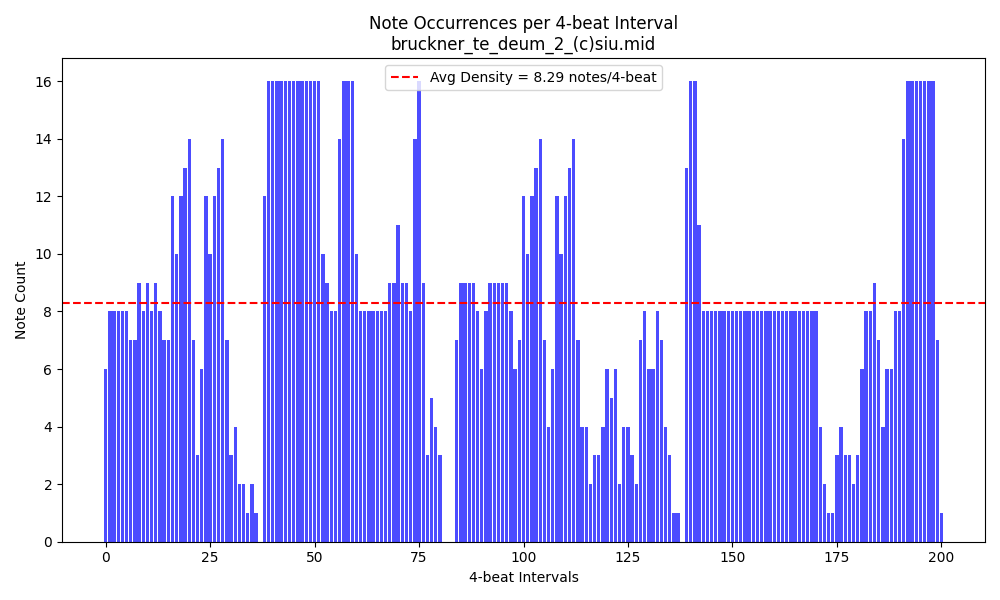 Note Occurrences per 4-beat Interval
bruckner_te_deum_2_(c)siu.mid
Avg Density = 8.29 notes/4-beat
Note Count
16
14
12
10
8
6
4
2
0
0 25 50 75 100 125 150 175 200
4-beat Intervals